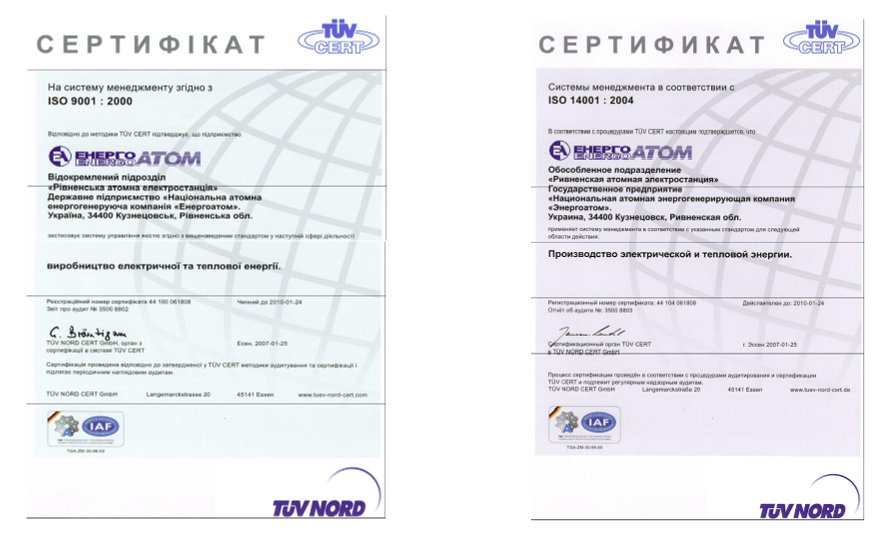 СЕРТИФІКАТ
TÜV
CERT
На систему менеджменту згідно з
ISO 9001 : 2000
Відповідно до методики TÜV CERT підтверджує, що підприємство
ЕНЕРГО
ENERGO
АТОМ
Відокремлений підрозділ
«Рівненська атомна електростанція»
Державне підприємство «Національна атомна
енергогенеруюча компанія «Енергоатом».
Україна, 34400 Кузнецовськ, Рівненська обл.
застосовує систему управління якістю згідно з вищенаведеним стандартом у наступній сфері діяльності
виробництво електричної та теплової енергії.
Реєстраційний номер сертифіката 44 100 061808 Чинний до 2010-01-24
Звіт про аудит № 3500 8802
TÜV NORD CERT GmbH, орган з Ессен, 2007-01-25
сертифікації в системі TÜV CERT
Сертифікація проведена відповідно до затвердженої у TÜV CERT методики аудитування та сертифікації і
підлягає періодичним наглядовим аудитам.
TÜV NORD CERT GmbH Langemarckstrasse 20 45141 Essen www.tuev-nord-cert.com
IAF
TÜV NORD
СЕРТИФИКАТ
TÜV
CERT
Системы менеджмента в соответствии с
ISO 14001 : 2004
В соответствии с процедурами TÜV CERT настоящим подтверждается, что
ЕНЕРГО
ENERGO
АТОМ
Обособленное подразделение
«Ривненская атомная электростанция»
Государственное предприятие
«Национальная атомная энергогенерирующая компания
«Энергоатом».
Украина, 34400 Кузнецовск, Ривненская обл.
применяет систему менеджмента в соответствии с указанным стандартом для следующей
области действия:
Производство электрической и тепловой энергии.
Регистрационный номер сертификата: 44 104 061808 Действителен до: 2010-01-24
Отчёт об аудите №: 3500 8803
Сертификационный орган TÜV CERT г. Эссен 2007-01-25
в TÜV NORD CERT GmbH
Процесс сертификации проведён в соответствии с процедурами аудитирования и сертификации
TÜV CERT и подлежит регулярным надзорным аудитам.
TÜV NORD CERT GmbH Langemarckstraße 20 45141 Essen www.tuev-nord-cert.de
IAF
TÜV NORD